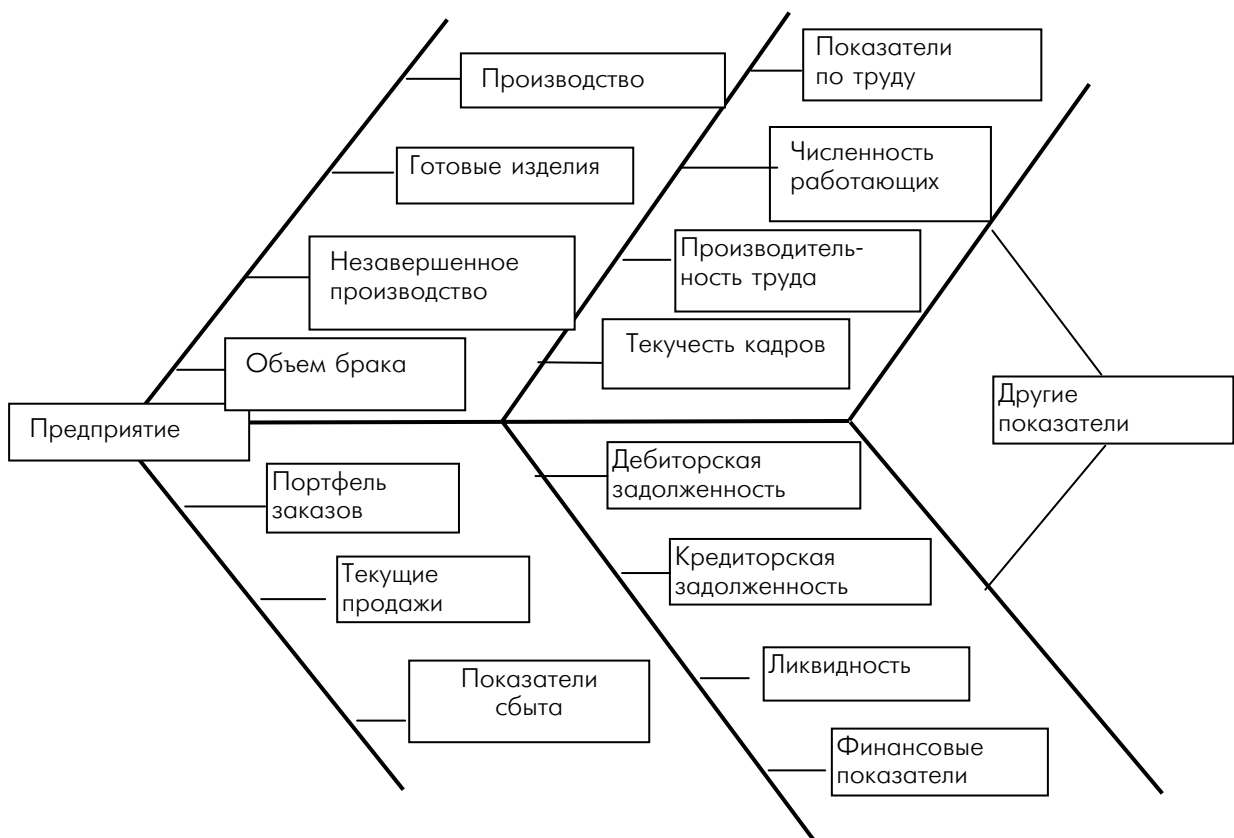 Производство
Показатели
по труду
Готовые изделия
Численность
работающих
Незавершенное
производство
Производитель-
ность труда
Объем брака
Текучесть кадров
Предприятие
Другие
показатели
Портфель
заказов
Дебиторская
задолженность
Текущие
продажи
Кредиторская
задолженность
Показатели
сбыта
Ликвидность
Финансовые
показатели